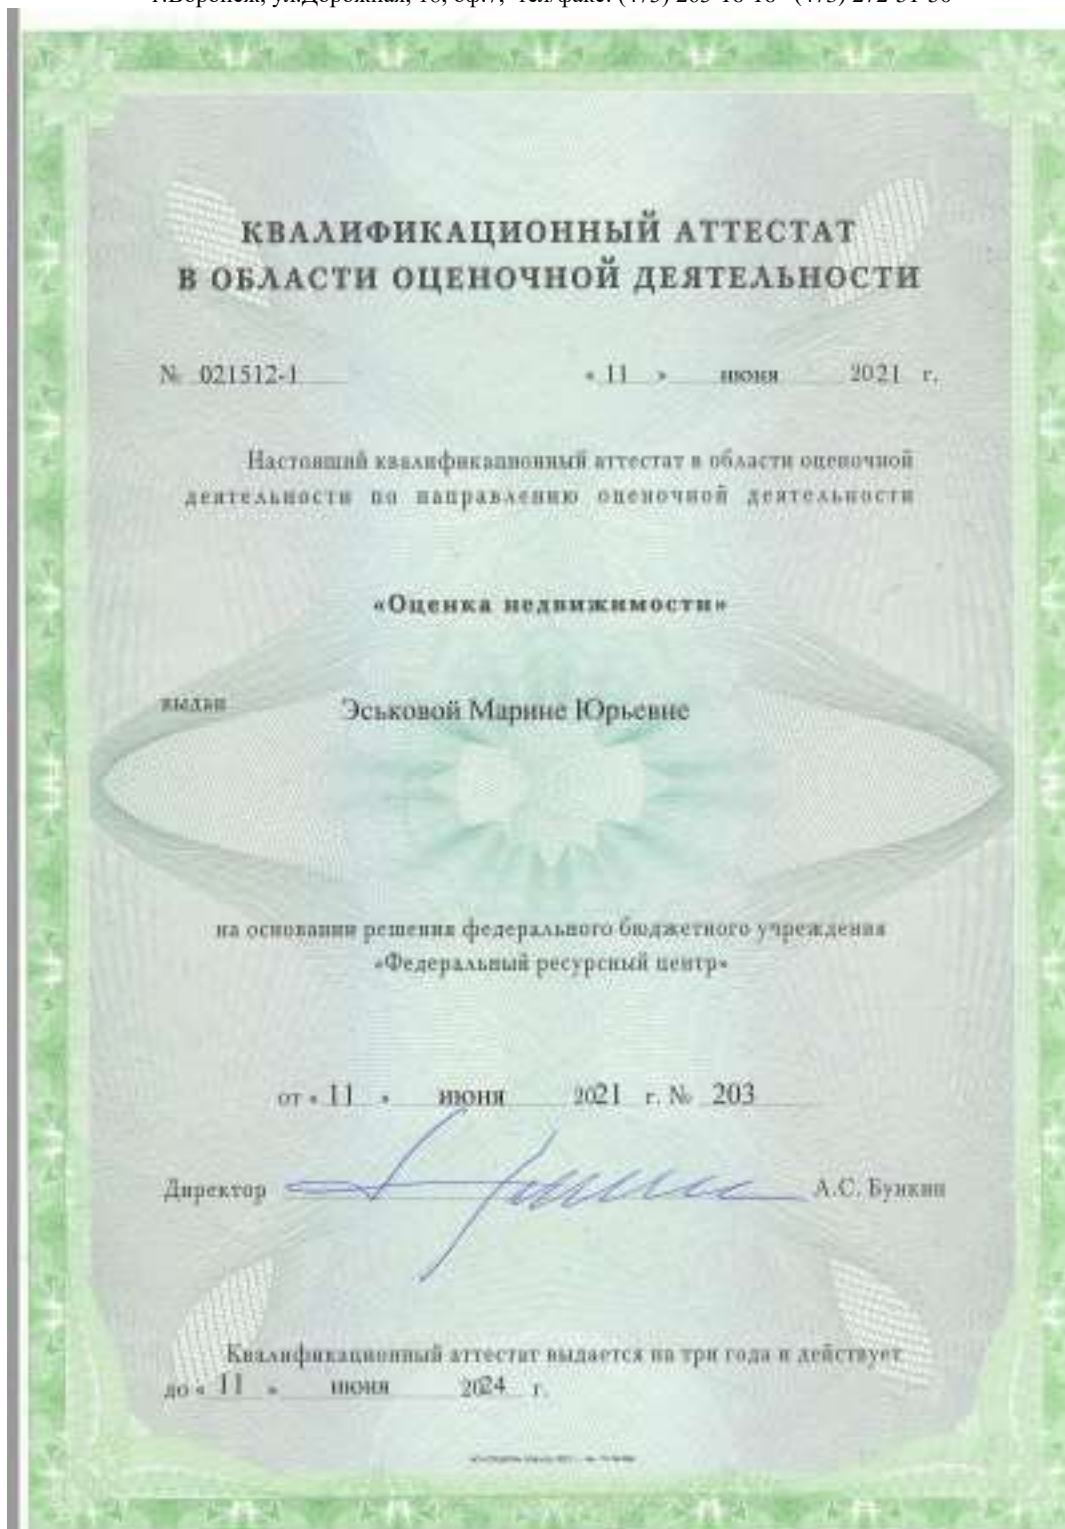 КВАЛИФИКАЦИОННЫЙ АТТЕСТАТ
В ОБЛАСТИ ОЦЕНОЧНОЙ ДЕЯТЕЛЬНОСТИ
№ 021512-1 « 11 » июня 2021 г.
Настоящий квалификационный аттестат в области оценочной
деятельности по направлению оценочной деятельности
«Оценка недвижимости»
выдан Эськовой Марине Юрьевне
на основании решения федерального бюджетного учреждения
«Федеральный ресурсный центр»
от « 11 » июня 2021 г. № 203
Директор А.С. Бункин
Квалификационный аттестат выдается на три года и действует
до « 11 » июня 2024 г.